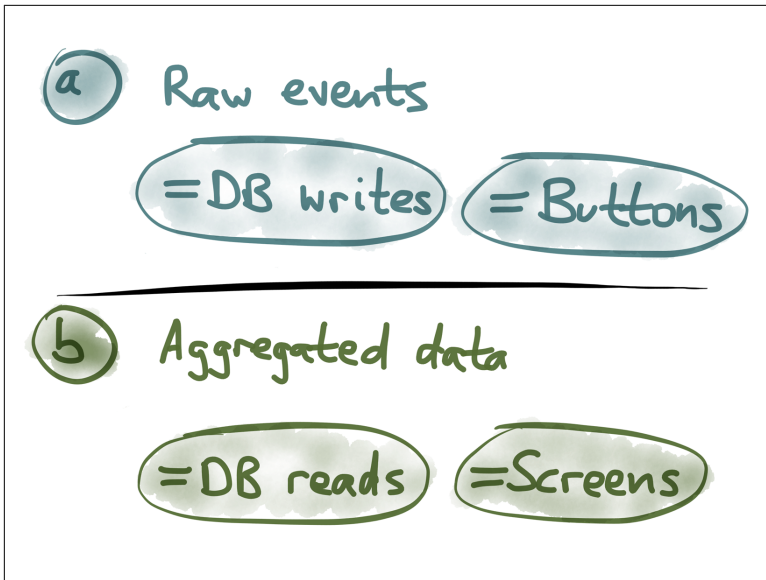 a Raw events
=DB writes =Buttons
b Aggregated data
=DB reads =Screens